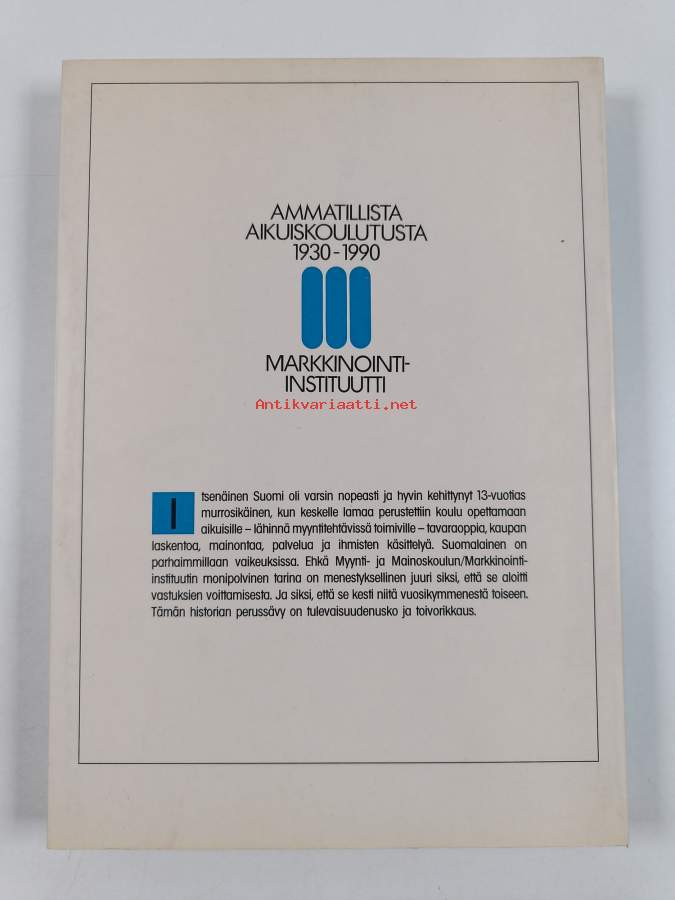 AMMATILLISTA
AIKUISKOULUTUSTA
1930-1990
MARKKINOINTI-
INSTITUUTTI
Antikvariaatti.net
Itsenäinen Suomi oli varsin nopeasti ja hyvin kehittynyt 13-vuotias
murrosikäinen, kun keskelle lamaa perustettiin koulu opettamaan
aikuisille – lähinnä myyntitehtävissä toimiville – tavaraoppia, kaupan
laskentoa, mainontaa, palvelua ja ihmisten käsittelyä. Suomalainen on
parhaimmillaan vaikeuksissa. Ehkä Myynti- ja Mainoskoulun/Markkinointi-
instituutin monipolvinen tarina on menestyksellinen juuri siksi, että se aloitti
vastuksien voittamisesta. Ja siksi, että se kesti niitä vuosikymmenestä toiseen.
Tämän historian perussävy on tulevaisuudenusko ja toivorikkaus.